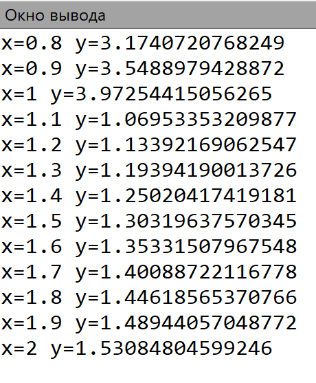 Окно вывода
x=0.8 y=3.1740720768249
x=0.9 y=3.5488979428872
x=1 y=3.97254415056265
x=1.1 y=1.06953353209877
x=1.2 y=1.13392169062547
x=1.3 y=1.19394190013726
x=1.4 y=1.25020417419181
x=1.5 y=1.30319637570345
x=1.6 y=1.35331507967548
x=1.7 y=1.40088722116778
x=1.8 y=1.44618565370766
x=1.9 y=1.48944057048772
x=2 y=1.53084804599246